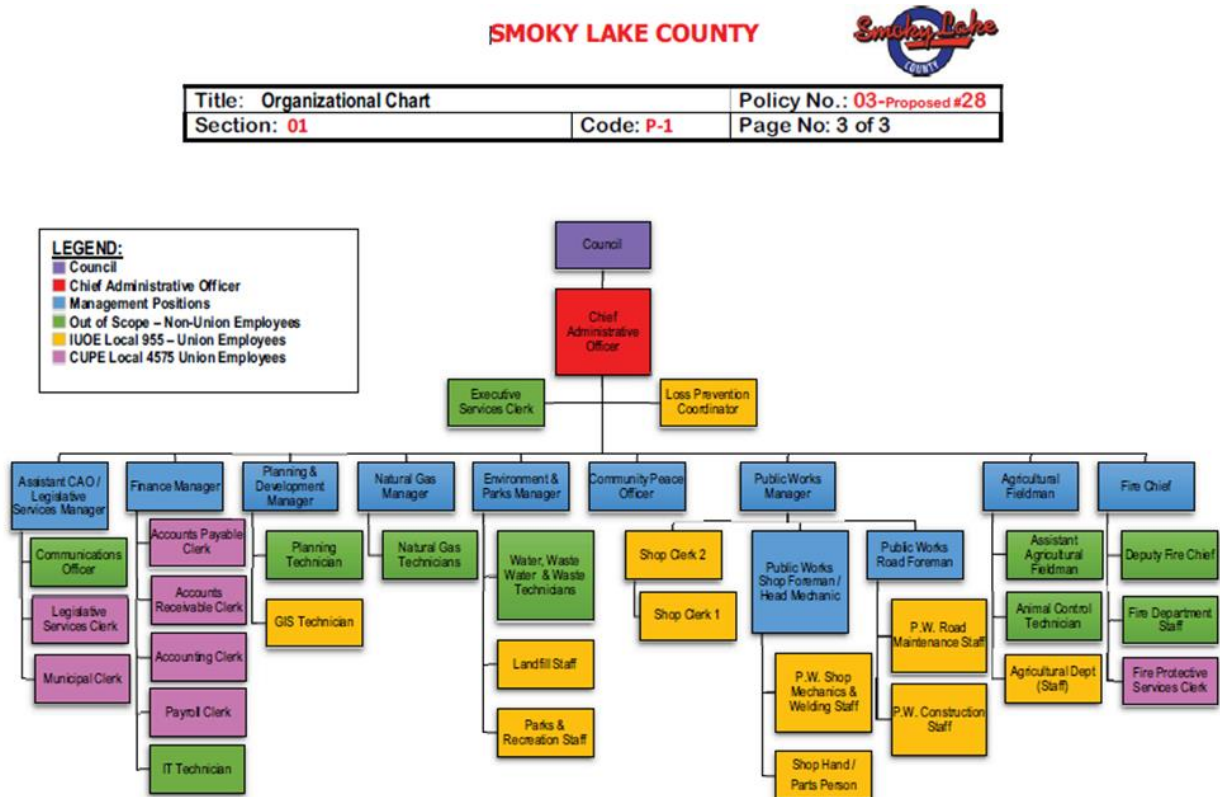 SMOKY LAKE COUNTY
Smoky Lake
COUNTY
Title: Organizational Chart
Policy No.: 03-Proposed #28
Section: 01
Code: P-1
Page No: 3 of 3
LEGEND:
Council
Chief Administrative Officer
Management Positions
Out of Scope – Non-Union Employees
IUOE Local 955 – Union Employees
CUPE Local 4575 Union Employees
Council
Chief
Administrative
Officer
Executive
Services Clerk
Loss Prevention
Coordinator
Assistant CAO /
Legislative
Services Manager
Communications
Officer
Legislative
Services Clerk
Municipal Clerk
Finance Manager
Accounts Payable
Clerk
Accounts
Receivable Clerk
Accounting Clerk
Payroll Clerk
IT Technician
Planning &
Development
Manager
Planning
Technician
GIS Technician
Natural Gas
Manager
Natural Gas
Technicians
Environment &
Parks Manager
Water, Waste
Water & Waste
Technicians
Landfill Staff
Parks &
Recreation Staff
Community Peace
Officer
Public Works
Manager
Shop Clerk 2
Shop Clerk 1
Public Works
Shop Foreman /
Head Mechanic
P.W. Shop
Mechanics &
Welding Staff
Shop Hand /
Parts Person
Public Works
Road Foreman
P.W. Road
Maintenance Staff
P.W. Construction
Staff
Agricultural
Fieldman
Assistant
Agricultural
Fieldman
Animal Control
Technician
Agricultural Dept
(Staff)
Fire Chief
Deputy Fire Chief
Fire Department
Staff
Fire Protective
Services Clerk